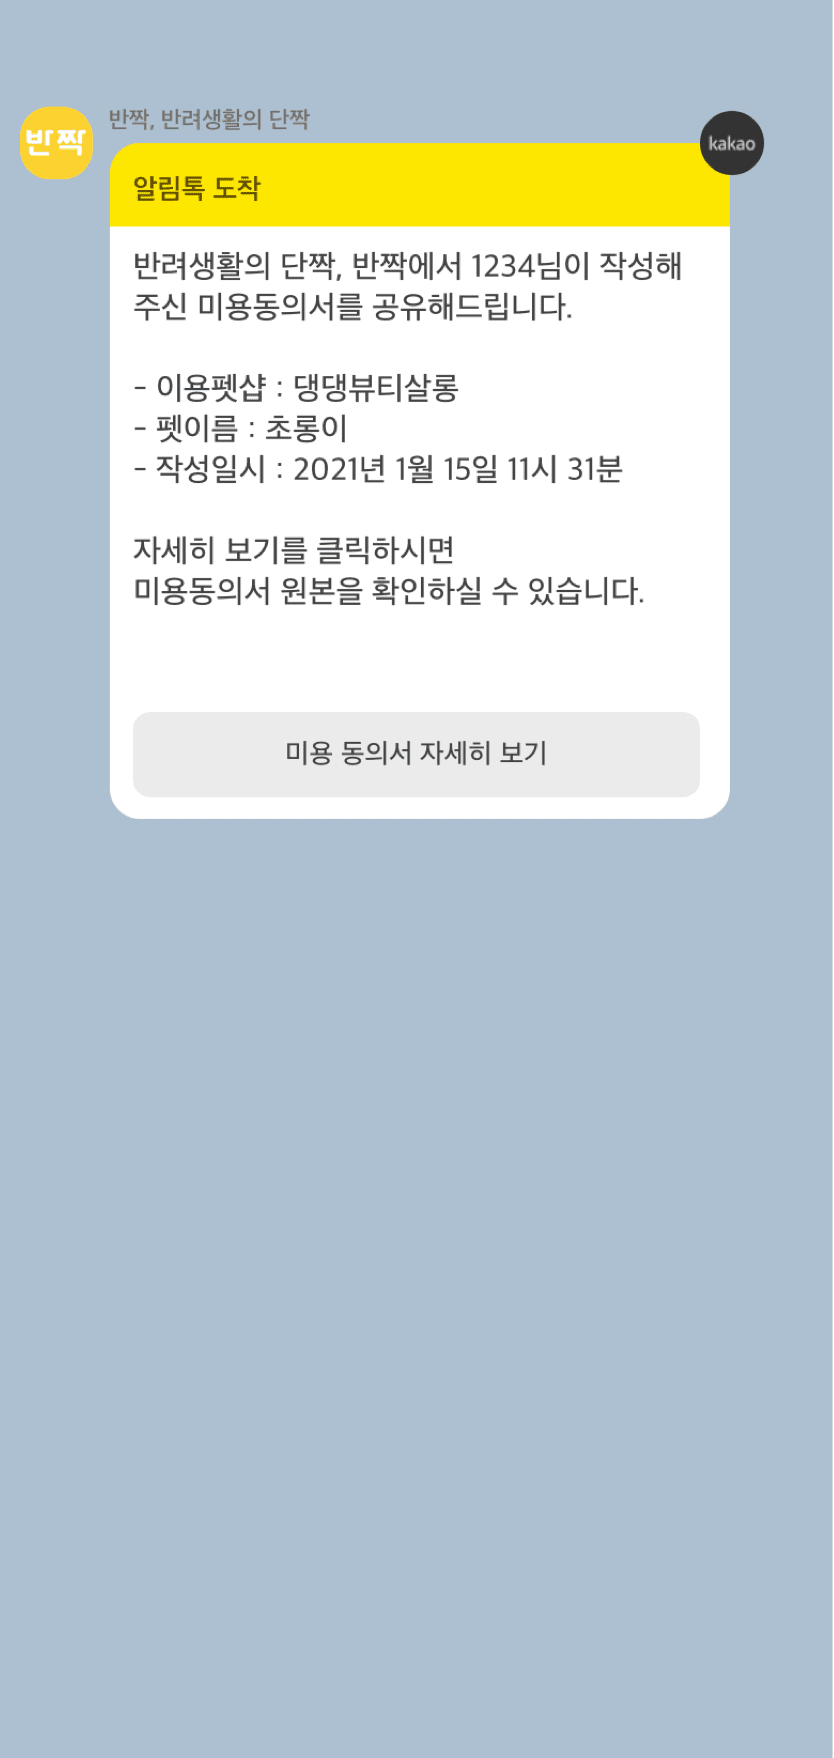 반짝
반짝, 반려생활의 단짝
kakao
알림톡 도착
반려생활의 단짝, 반짝에서 1234님이 작성해
주신 미용동의서를 공유해드립니다.
- 이용펫샵 : 댕댕뷰티살롱
- 펫이름 : 초롱이
- 작성일시 : 2021년 1월 15일 11시 31분
자세히 보기를 클릭하시면
미용동의서 원본을 확인하실 수 있습니다.
미용 동의서 자세히 보기